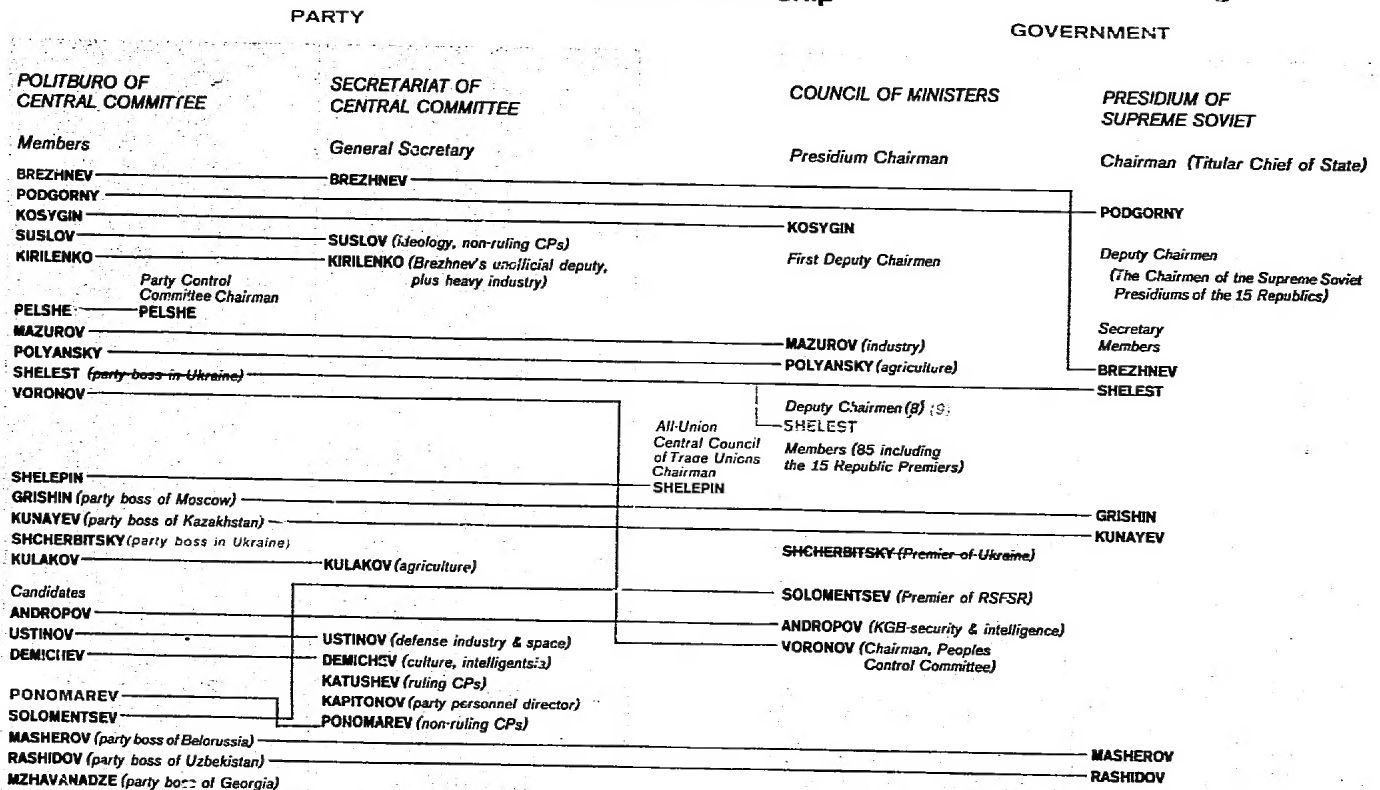 PARTY
GOVERNMENT
POLITBURO OF
CENTRAL COMMITTEE
Members
BREZHNEV
PODGORNY
KOSYGIN
SUSLOV
KIRILENKO
Party Control
Committee Chairman
PELSHE
PELSHE
MAZUROV
POLYANSKY
SHELEST (party boss in Ukraine)
VORONOV
SHELEPIN
GRISHIN (party boss of Moscow)
KUNAYEV (party boss of Kazakhstan)
SHCHERBITSKY (party boss in Ukraine)
KULAKOV
Candidates
ANDROPOV
USTINOV
DEMICHEV
PONOMAREV
SOLOMENTSEV
MASHEROV (party boss of Belorussia)
RASHIDOV (party boss of Uzbekistan)
MZHAVANADZE (party boss of Georgia)
SECRETARIAT OF
CENTRAL COMMITTEE
General Secretary
BREZHNEV
SUSLOV (ideology, non-ruling CPs)
KIRILENKO (Brezhnev's unofficial deputy,
plus heavy industry)
KULAKOV (agriculture)
USTINOV (defense industry & space)
DEMICHEV (culture, intelligentsia)
KATUSHEV (ruling CPs)
KAPITONOV (party personnel director)
PONOMAREV (non-ruling CPs)
All-Union
Central Council
of Trade Unions
Chairman
SHELEPIN
COUNCIL OF MINISTERS
Presidium Chairman
KOSYGIN
First Deputy Chairmen
MAZUROV (industry)
POLYANSKY (agriculture)
Deputy Chairmen (8) (9)
SHELEST
Members (85 including
the 15 Republic Premiers)
SHCHERBITSKY (Premier of Ukraine)
SOLOMENTSEV (Premier of RSFSR)
ANDROPOV (KGB-security & intelligence)
VORONOV (Chairman, Peoples
Control Committee)
PRESIDIUM OF
SUPREME SOVIET
Chairman (Titular Chief of State)
PODGORNY
Deputy Chairmen
(The Chairmen of the Supreme Soviet
Presidiums of the 15 Republics)
Secretary
Members
BREZHNEV
SHELEST
GRISHIN
KUNAYEV
MASHEROV
RASHIDOV